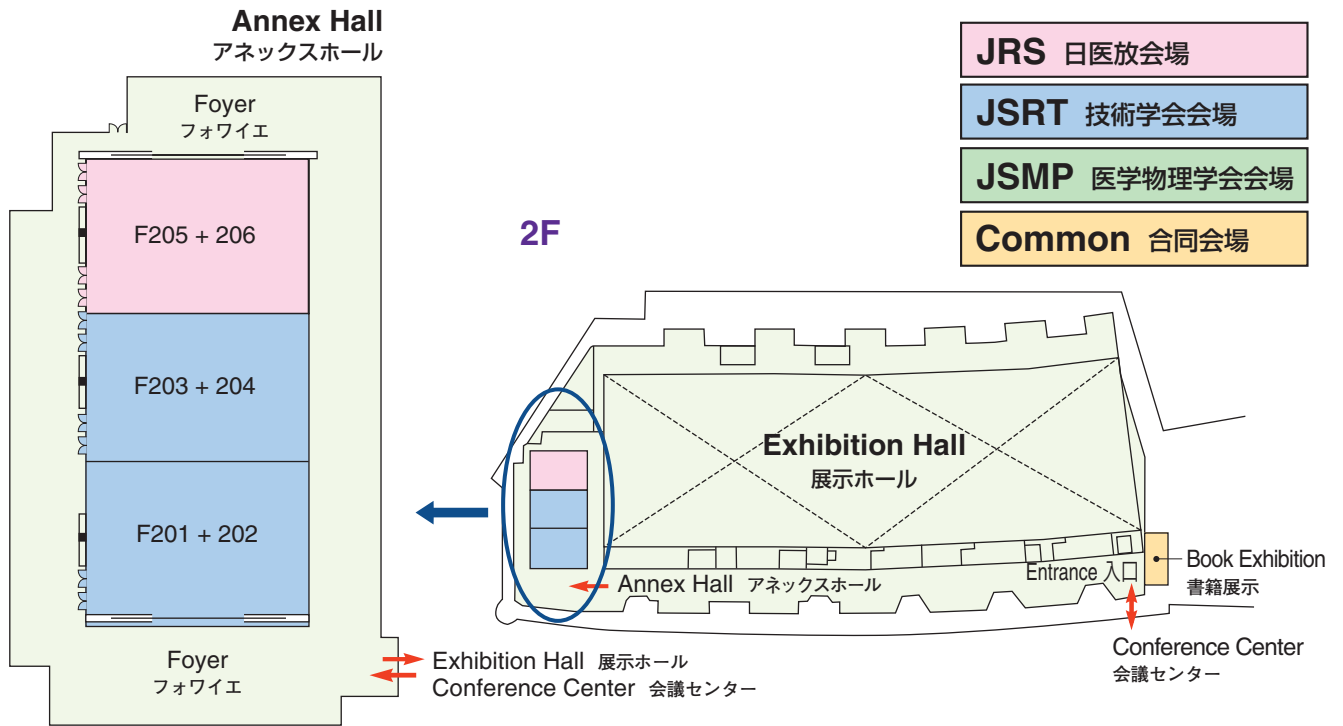 Annex Hall
アネックスホール
Foyer
フォワイエ
F205 + 206
F203 + 204
F201 + 202
Foyer
フォワイエ
Exhibition Hall 展示ホール
Conference Center 会議センター
JRS 日医放会場
JSRT 技術学会会場
JSMP 医学物理学会会場
Common 合同会場
2F
Exhibition Hall
展示ホール
Annex Hall アネックスホール
Entrance 入口
Book Exhibition
書籍展示
Conference Center
会議センター